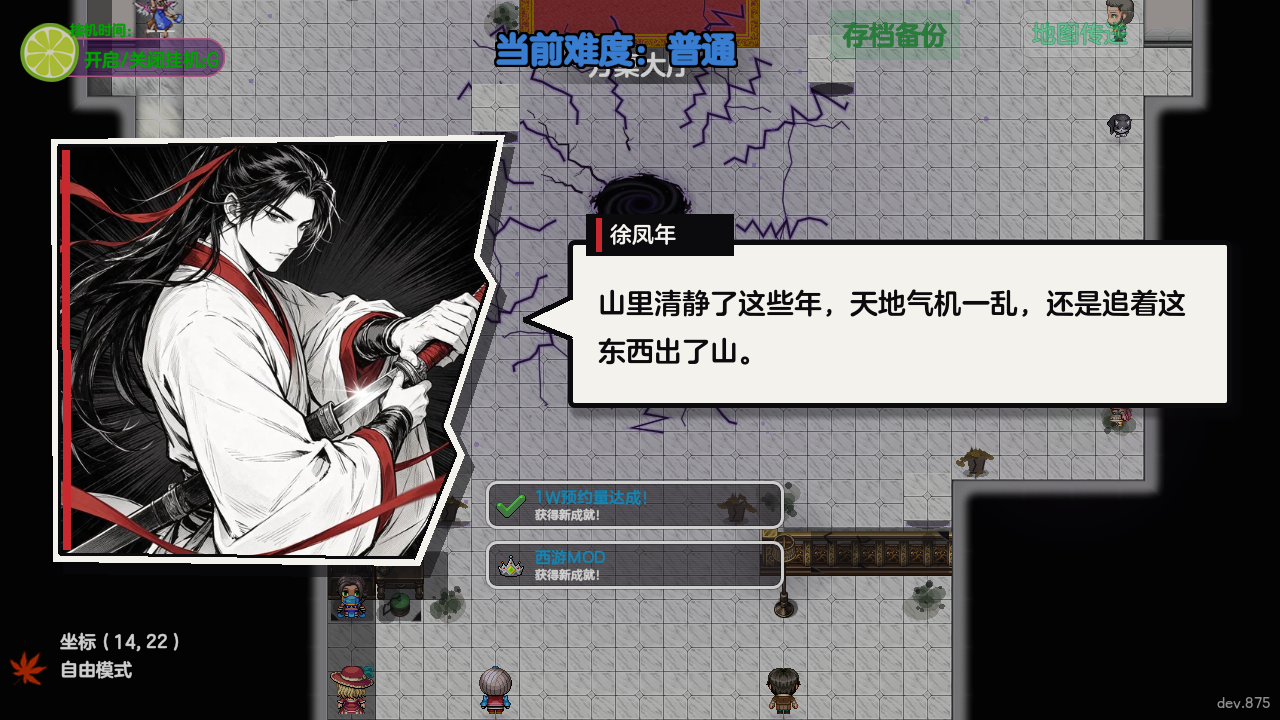 挂机时间:
开启/关闭挂机:G
当前难度：普通
万案大厅
存档备份
地图传送
徐凤年
山里清静了这些年，天地气机一乱，还是追着这
东西出了山。
1W预约量达成!
获得新成就!
西游MOD
获得新成就!
坐标 ( 14, 22 )
自由模式
dev.875